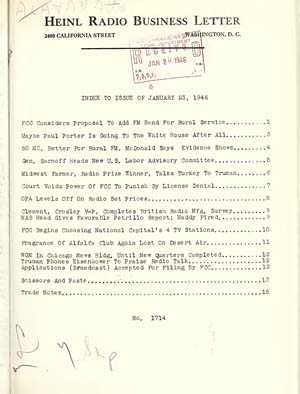 HEINL RADIO BUSINESS LETTER
2400 CALIFORNIA STREET WASHINGTON, D. C.
RECEIVED
JAN 29 1946
INDEX TO ISSUE OF JANUARY 23, 1946
FCC Considers Proposal To Add FM Band For Rural Service...........1
Maybe Paul Porter Is Going To The White House After All...........3
50 MC, Better For Rural FM, McDonald Says Evidence Shows..........4
Gen. Sarnoff Heads New U.S. Labor Advisory Committee..............5
Midwest Farmer, Radio Prize Winner, Talks Turkey To Truman........6
Court Voids Power Of FCC To Punish By License Denial..............7
OPA Levels Off On Radio Set Prices................................8
Clement, Crosley V-P, Completes British Radio Mfg. Survey.........9
NAB Head Gives Favorable Petrillo Report; Haddy Fired.............9
FCC Begins Choosing National Capital's 4 TV Stations..............10
Fragrance Of Alfalfa Club Again Lost On Desert Air................11
WGN In Chicago News Bldg. Until New Quarters Completed............12
Truman Phones Eisenhower To Praise Radio Talk.....................12
Applications (Broadcast) Accepted For Filing By FCC...............12
Scissors And Paste................................................13
Trade Notes.......................................................15
No. 1714